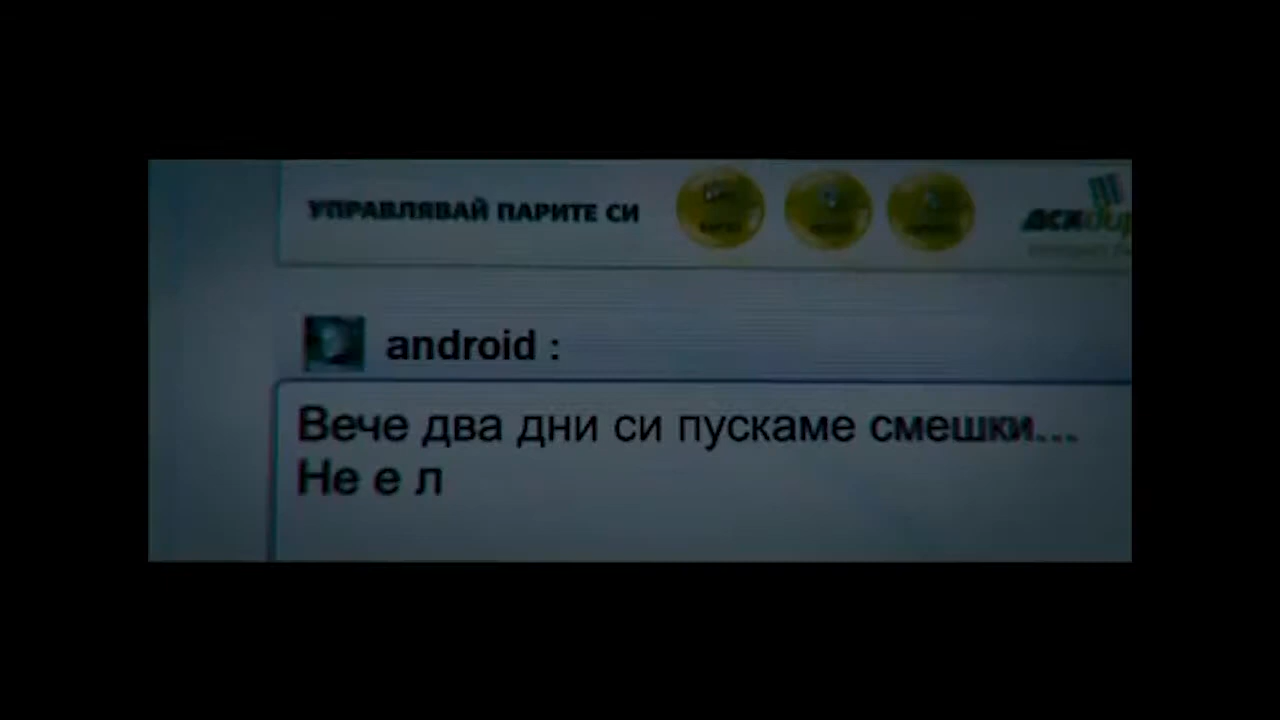 УПРАВЛЯВАЙ ПАРИТЕ СИ
android :
Вече два дни си пускаме смешки...
Не е л